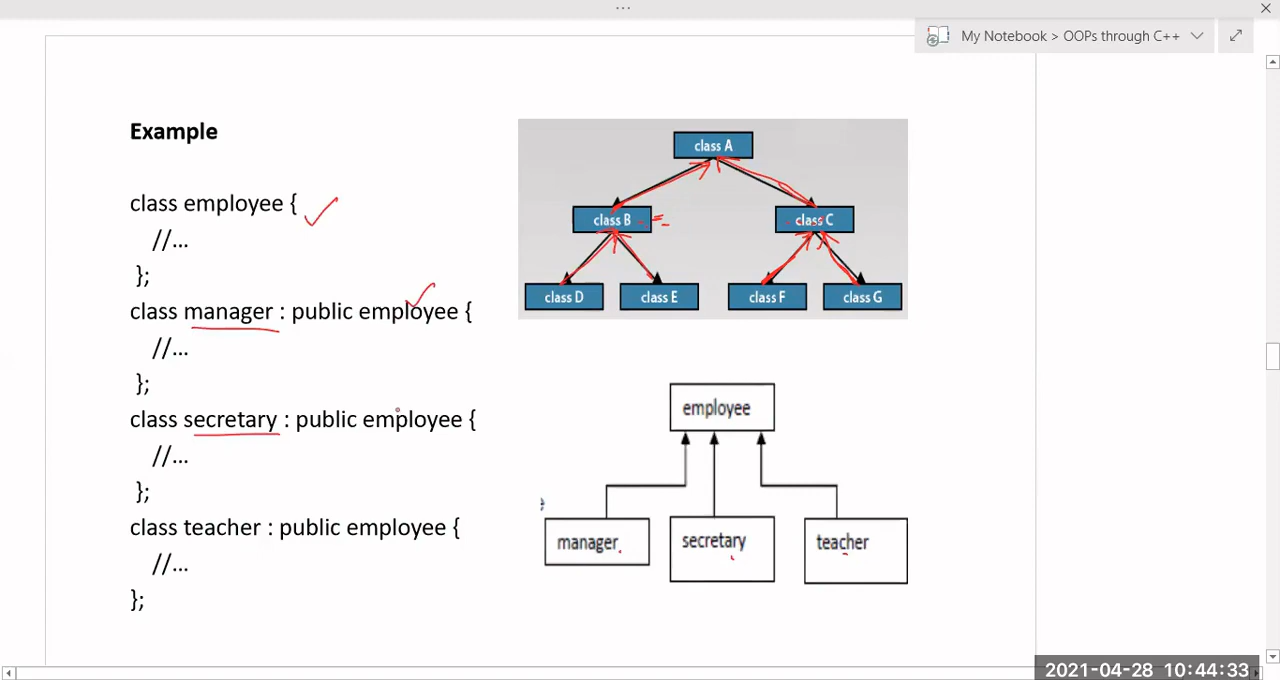 ...
My Notebook > OOPs through C++
Example
class employee {
//...
};
class manager : public employee {
//...
};
class secretary : public employee {
//...
};
class teacher : public employee {
//...
};
class A
class B
class C
class D
class E
class F
class G
employee
manager
secretary
teacher
2021-04-28 10:44:33